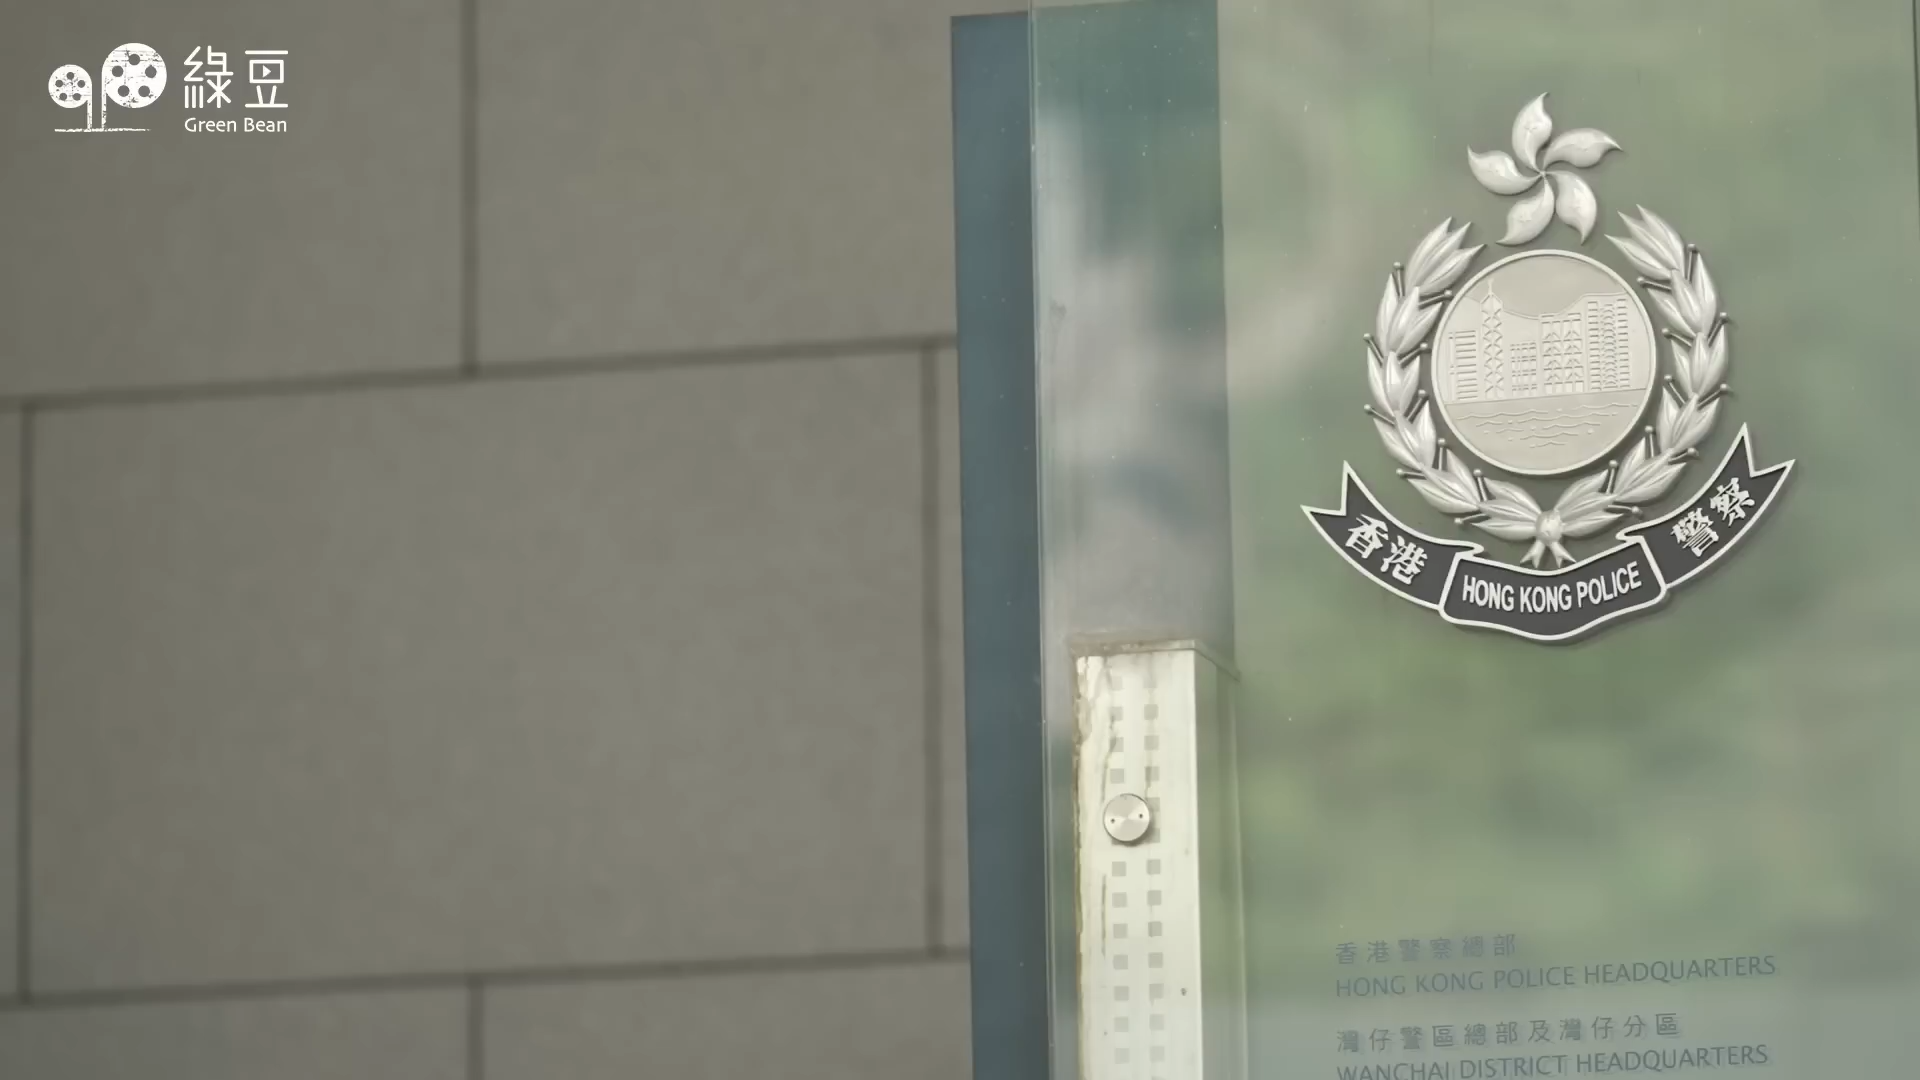 綠豆
Green Bean
香港 警察
HONG KONG POLICE
香港警察總部
HONG KONG POLICE HEADQUARTERS
灣仔警區總部及灣仔分區
WANCHAI DISTRICT HEADQUARTERS